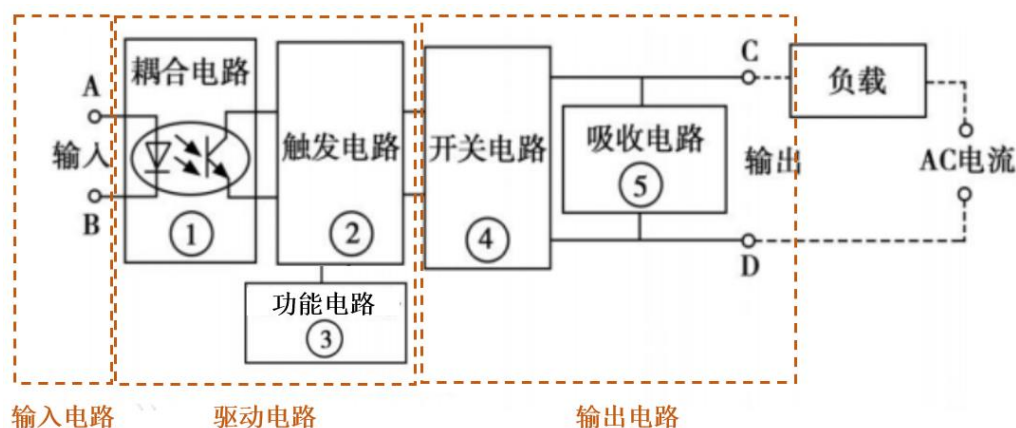 耦合电路
A
输入
B
①
触发电路
②
功能电路
③
开关电路
④
吸收电路
⑤
C
输出
D
负载
AC电流
输入电路
驱动电路
输出电路